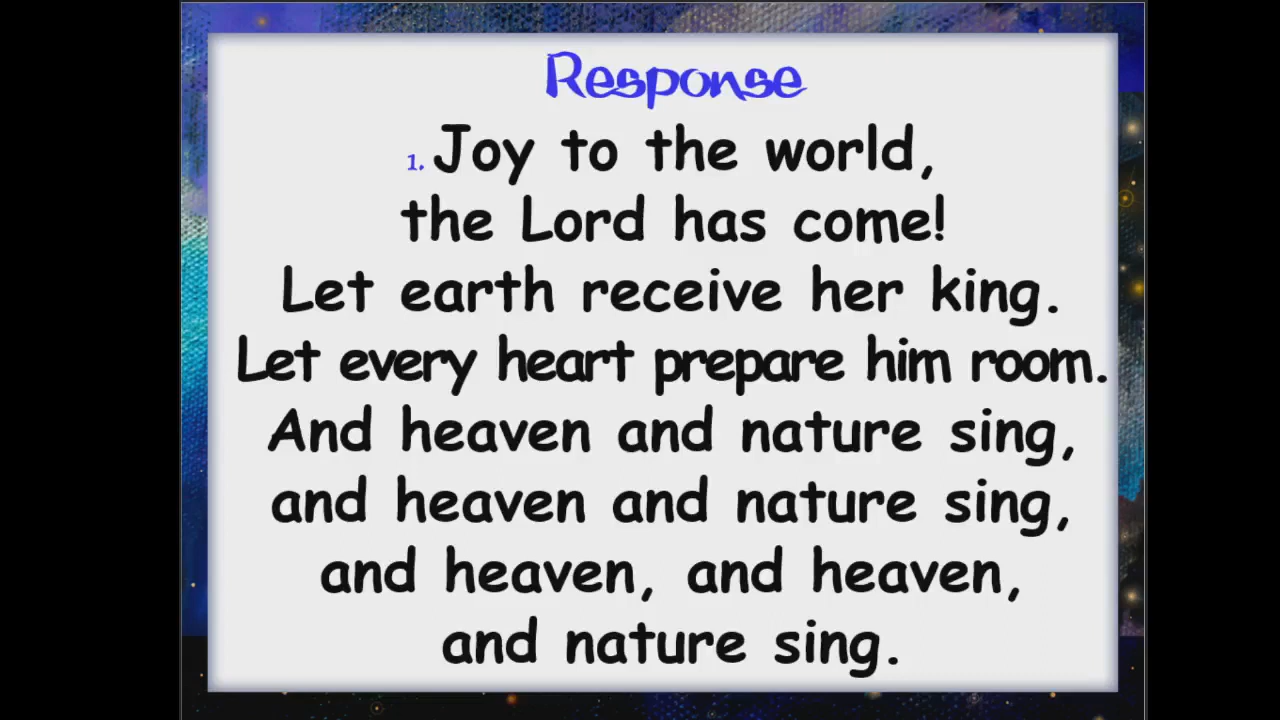 Response
1. Joy to the world,
the Lord has come!
Let earth receive her king.
Let every heart prepare him room.
And heaven and nature sing,
and heaven and nature sing,
and heaven, and heaven,
and nature sing.